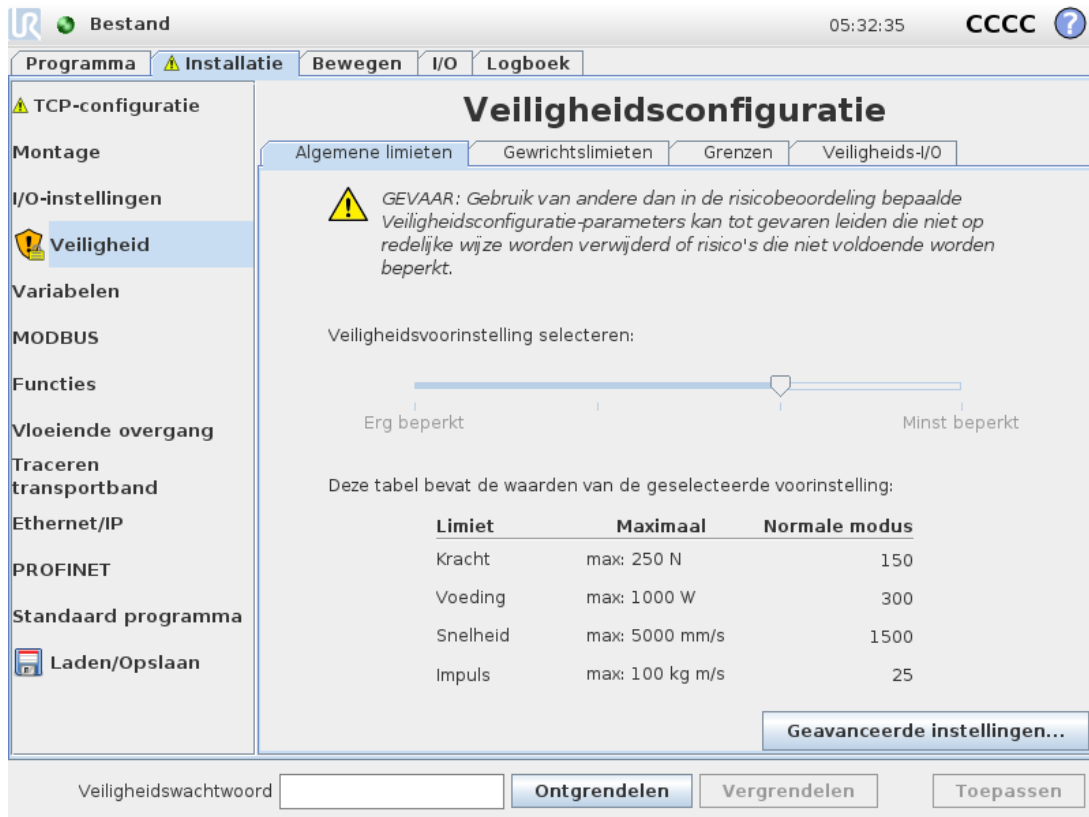 Bestand
05:32:35
CCCC
?
Programma
Installatie
Bewegen
I/O
Logboek
TCP-configuratie
Montage
I/O-instellingen
Veiligheid
Variabelen
MODBUS
Functies
Vloeiende overgang
Traceren
transportband
Ethernet/IP
PROFINET
Standaard programma
Laden/Opslaan
Veiligheidsconfiguratie
Algemene limieten
Gewrichtslimieten
Grenzen
Veiligheids-I/O
GEVAAR: Gebruik van andere dan in de risicobeoordeling bepaalde
Veiligheidsconfiguratie-parameters kan tot gevaren leiden die niet op
redelijke wijze worden verwijderd of risico's die niet voldoende worden
beperkt.
Veiligheidsvoorinstelling selecteren:
Erg beperkt
Minst beperkt
Deze tabel bevat de waarden van de geselecteerde voorinstelling:
Limiet Maximaal Normale modus
Kracht max: 250 N 150
Voeding max: 1000 W 300
Snelheid max: 5000 mm/s 1500
Impuls max: 100 kg m/s 25
Geavanceerde instellingen...
Veiligheidswachtwoord
Ontgrendelen
Vergrendelen
Toepassen